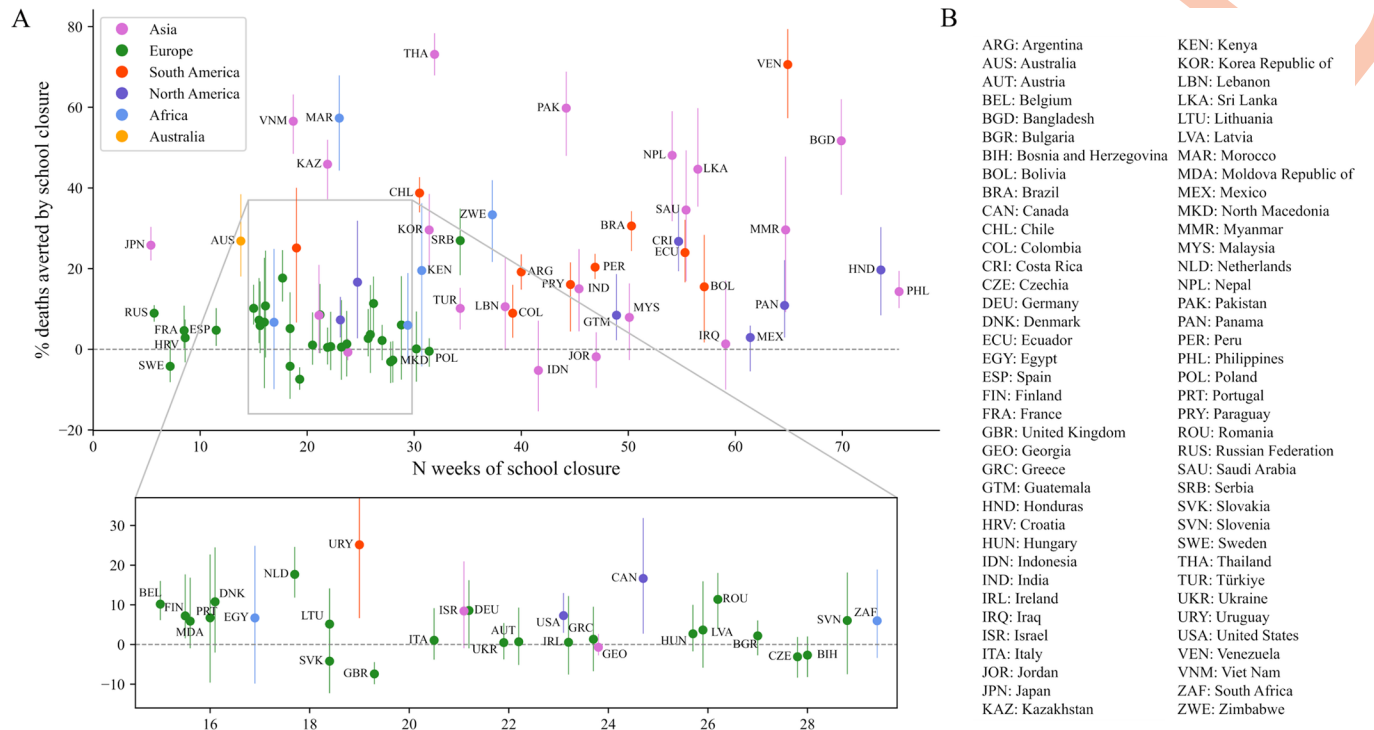 A
B
80
60
40
20
0
−20
% deaths averted by school closure
Asia
Europe
South America
North America
Africa
Australia
THA
VEN
PAK
VNM
MAR
BGD
KAZ
NPL
LKA
CHL
SAU
ZWE
BRA
KOR
MMR
SRB
AUS
CRI
JPN
ECU
KEN
PER
HND
ARG
PRY
IND
BOL
PHL
TUR
LBN
COL
PAN
RUS
GTM
MYS
FRA
ESP
HRV
MEX
IRQ
POL
MKD
JOR
SWE
IDN
0 10 20 30 40 50 60 70
N weeks of school closure
30
20
10
0
−10
URY
NLD
CAN
BEL
DNK
ROU
FIN
PRT
EGY
LTU
ISR
DEU
USA
SVN
ZAF
MDA
AUT
GRC
ITA
UKR
IRL
HUN
LVA
BGR
GEO
SVK
CZE
BIH
GBR
16 18 20 22 24 26 28
ARG: Argentina
AUS: Australia
AUT: Austria
BEL: Belgium
BGD: Bangladesh
BGR: Bulgaria
BIH: Bosnia and Herzegovina
BOL: Bolivia
BRA: Brazil
CAN: Canada
CHL: Chile
COL: Colombia
CRI: Costa Rica
CZE: Czechia
DEU: Germany
DNK: Denmark
ECU: Ecuador
EGY: Egypt
ESP: Spain
FIN: Finland
FRA: France
GBR: United Kingdom
GEO: Georgia
GRC: Greece
GTM: Guatemala
HND: Honduras
HRV: Croatia
HUN: Hungary
IDN: Indonesia
IND: India
IRL: Ireland
IRQ: Iraq
ISR: Israel
ITA: Italy
JOR: Jordan
JPN: Japan
KAZ: Kazakhstan
KEN: Kenya
KOR: Korea Republic of
LBN: Lebanon
LKA: Sri Lanka
LTU: Lithuania
LVA: Latvia
MAR: Morocco
MDA: Moldova Republic of
MEX: Mexico
MKD: North Macedonia
MMR: Myanmar
MYS: Malaysia
NLD: Netherlands
NPL: Nepal
PAK: Pakistan
PAN: Panama
PER: Peru
PHL: Philippines
POL: Poland
PRT: Portugal
PRY: Paraguay
ROU: Romania
RUS: Russian Federation
SAU: Saudi Arabia
SRB: Serbia
SVK: Slovakia
SVN: Slovenia
SWE: Sweden
THA: Thailand
TUR: Türkiye
UKR: Ukraine
URY: Uruguay
USA: United States
VEN: Venezuela
VNM: Viet Nam
ZAF: South Africa
ZWE: Zimbabwe